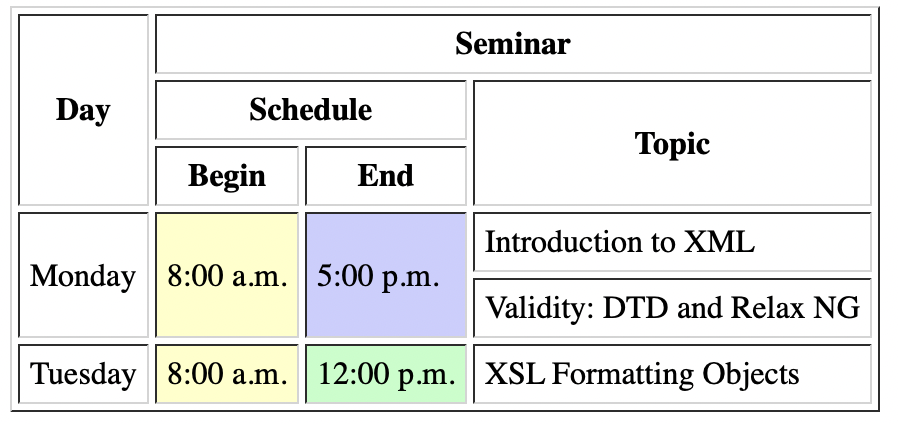 Day
Seminar
Schedule
Topic
Begin
End
Monday
8:00 a.m.
5:00 p.m.
Introduction to XML
Validity: DTD and Relax NG
Tuesday
8:00 a.m.
12:00 p.m.
XSL Formatting Objects